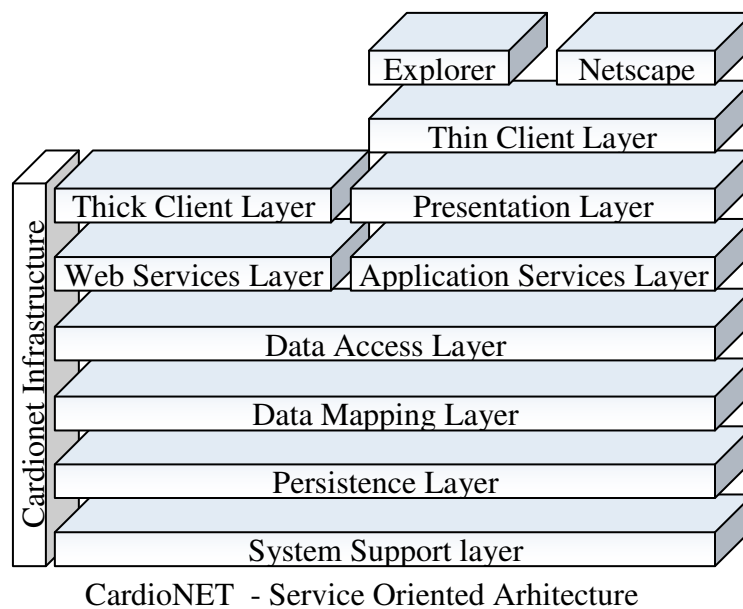 Explorer
Netscape
Thin Client Layer
Thick Client Layer
Presentation Layer
Web Services Layer
Application Services Layer
Data Access Layer
Data Mapping Layer
Persistence Layer
System Support layer
Cardionet Infrastructure
CardioNET - Service Oriented Arhitecture